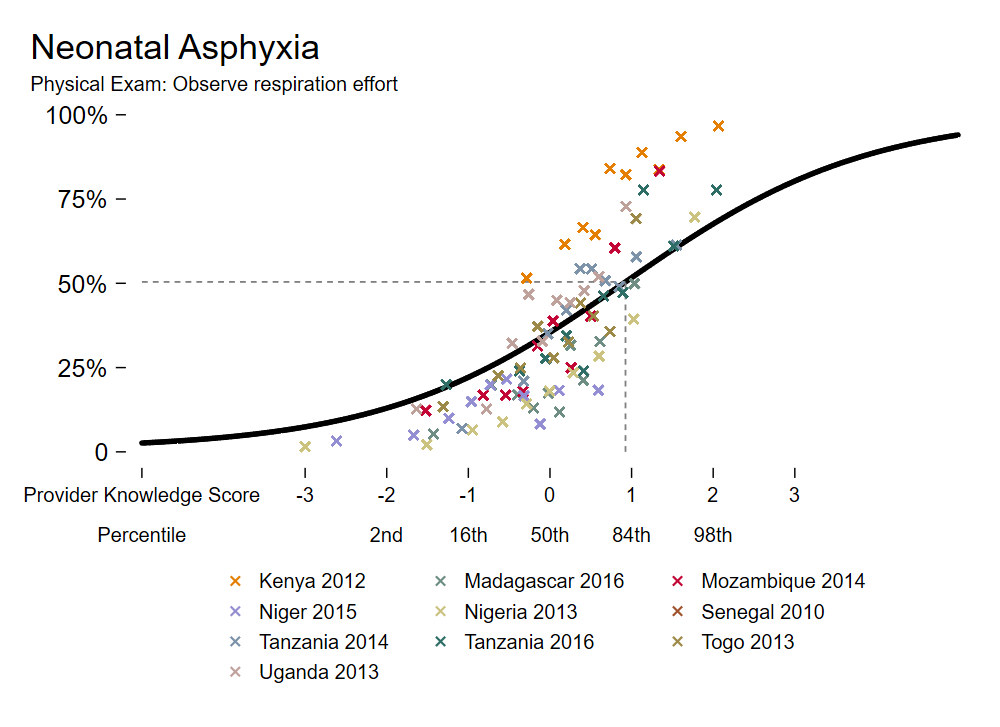 Neonatal Asphyxia
Physical Exam: Observe respiration effort
100%
75%
50%
25%
0
Provider Knowledge Score -3 -2 -1 0 1 2 3
Percentile 2nd 16th 50th 84th 98th
Kenya 2012 Madagascar 2016 Mozambique 2014
Niger 2015 Nigeria 2013 Senegal 2010
Tanzania 2014 Tanzania 2016 Togo 2013
Uganda 2013